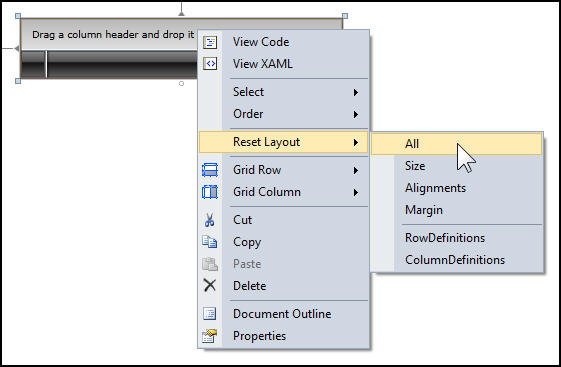 Drag a column header and drop it
View Code
View XAML
Select
Order
Reset Layout
All
Size
Alignments
Margin
RowDefinitions
ColumnDefinitions
Grid Row
Grid Column
Cut
Copy
Paste
Delete
Document Outline
Properties